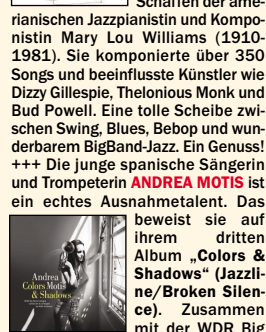 Schaffen der ame-
rianischen Jazzpianistin und Kompo-
nistin Mary Lou Williams (1910-
1981). Sie komponierte über 350
Songs und beeinflusste Künstler wie
Dizzy Gillespie, Thelonious Monk und
Bud Powell. Eine tolle Scheibe zwi-
schen Swing, Blues, Bebop und wun-
derbarem BigBand-Jazz. Ein Genuss!
+++ Die junge spanische Sängerin
und Trompeterin ANDREA MOTIS ist
ein echtes Ausnahmetalent. Das
beweist sie auf
ihrem dritten
Album „Colors &
Shadows“ (Jazzli-
ne/Broken Silen-
ce). Zusammen
mit der WDR Big
Andrea
Colors Motis
& Shadows